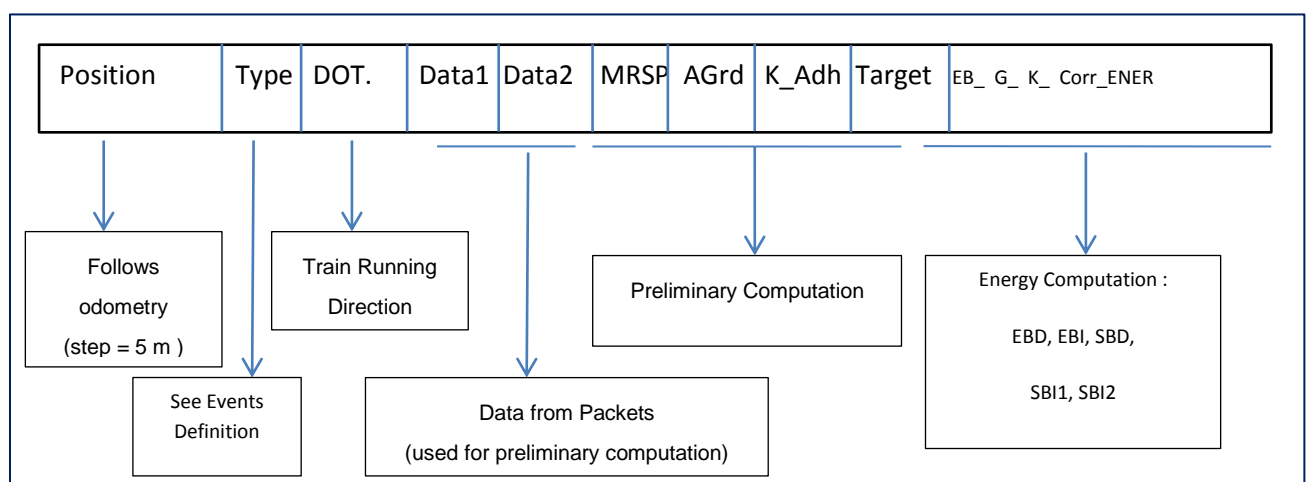 Position Type DOT. Data1 Data2 MRSP AGrd K_Adh Target EB_ G_ K_ Corr_ENER
Follows
odometry
(step = 5 m )
See Events
Definition
Train Running
Direction
Data from Packets
(used for preliminary computation)
Preliminary Computation
Energy Computation :
EBD, EBI, SBD,
SBI1, SBI2